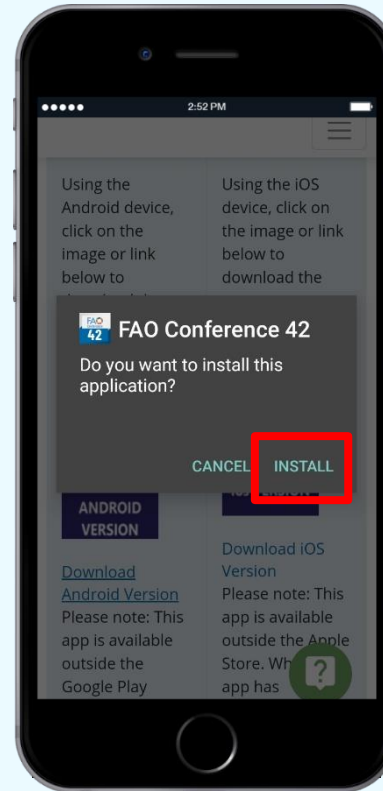 2:52 PM
Using the
Android device,
click on the
image or link
below to
Using the iOS
device, click on
the image or link
below to
download the
FAO
42
FAO Conference 42
Do you want to install this
application?
CANCEL
INSTALL
ANDROID
VERSION
Download
Android Version
Please note: This
app is available
outside the
Google Play
Download iOS
Version
Please note: This
app is available
outside the Apple
Store.
app has
?